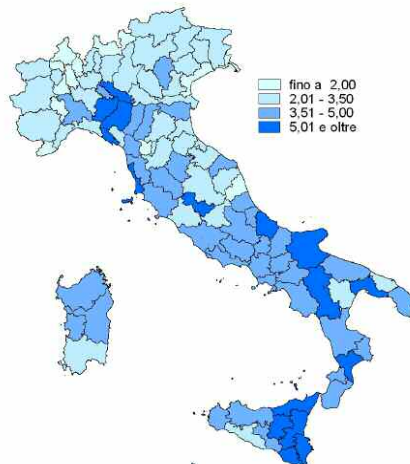 fino a 2,00
2,01 - 3,50
3,51 - 5,00
5,01 e oltre